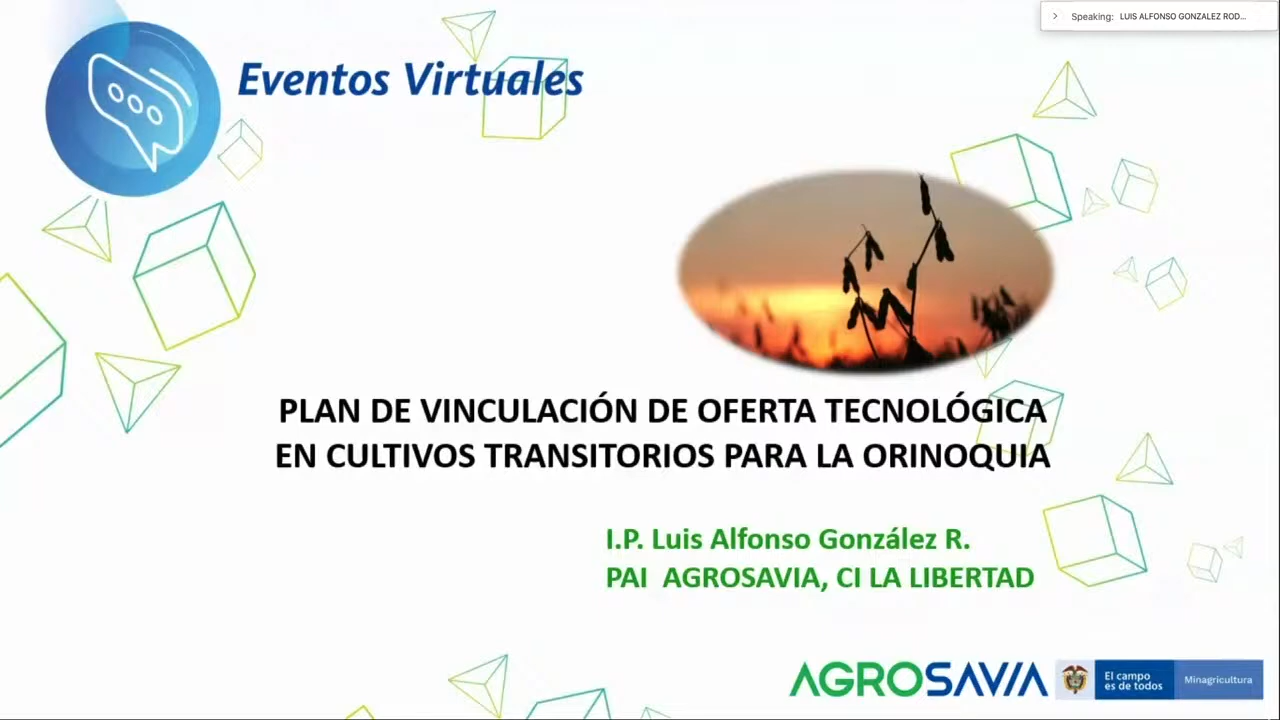 Speaking: LUIS ALFONSO GONZALEZ ROD...
Eventos Virtuales
PLAN DE VINCULACIÓN DE OFERTA TECNOLÓGICA
EN CULTIVOS TRANSITORIOS PARA LA ORINOQUIA
I.P. Luis Alfonso González R.
PAI AGROSAVIA, CI LA LIBERTAD
AGROSAVIA
El campo
es de todos
Minagricultura